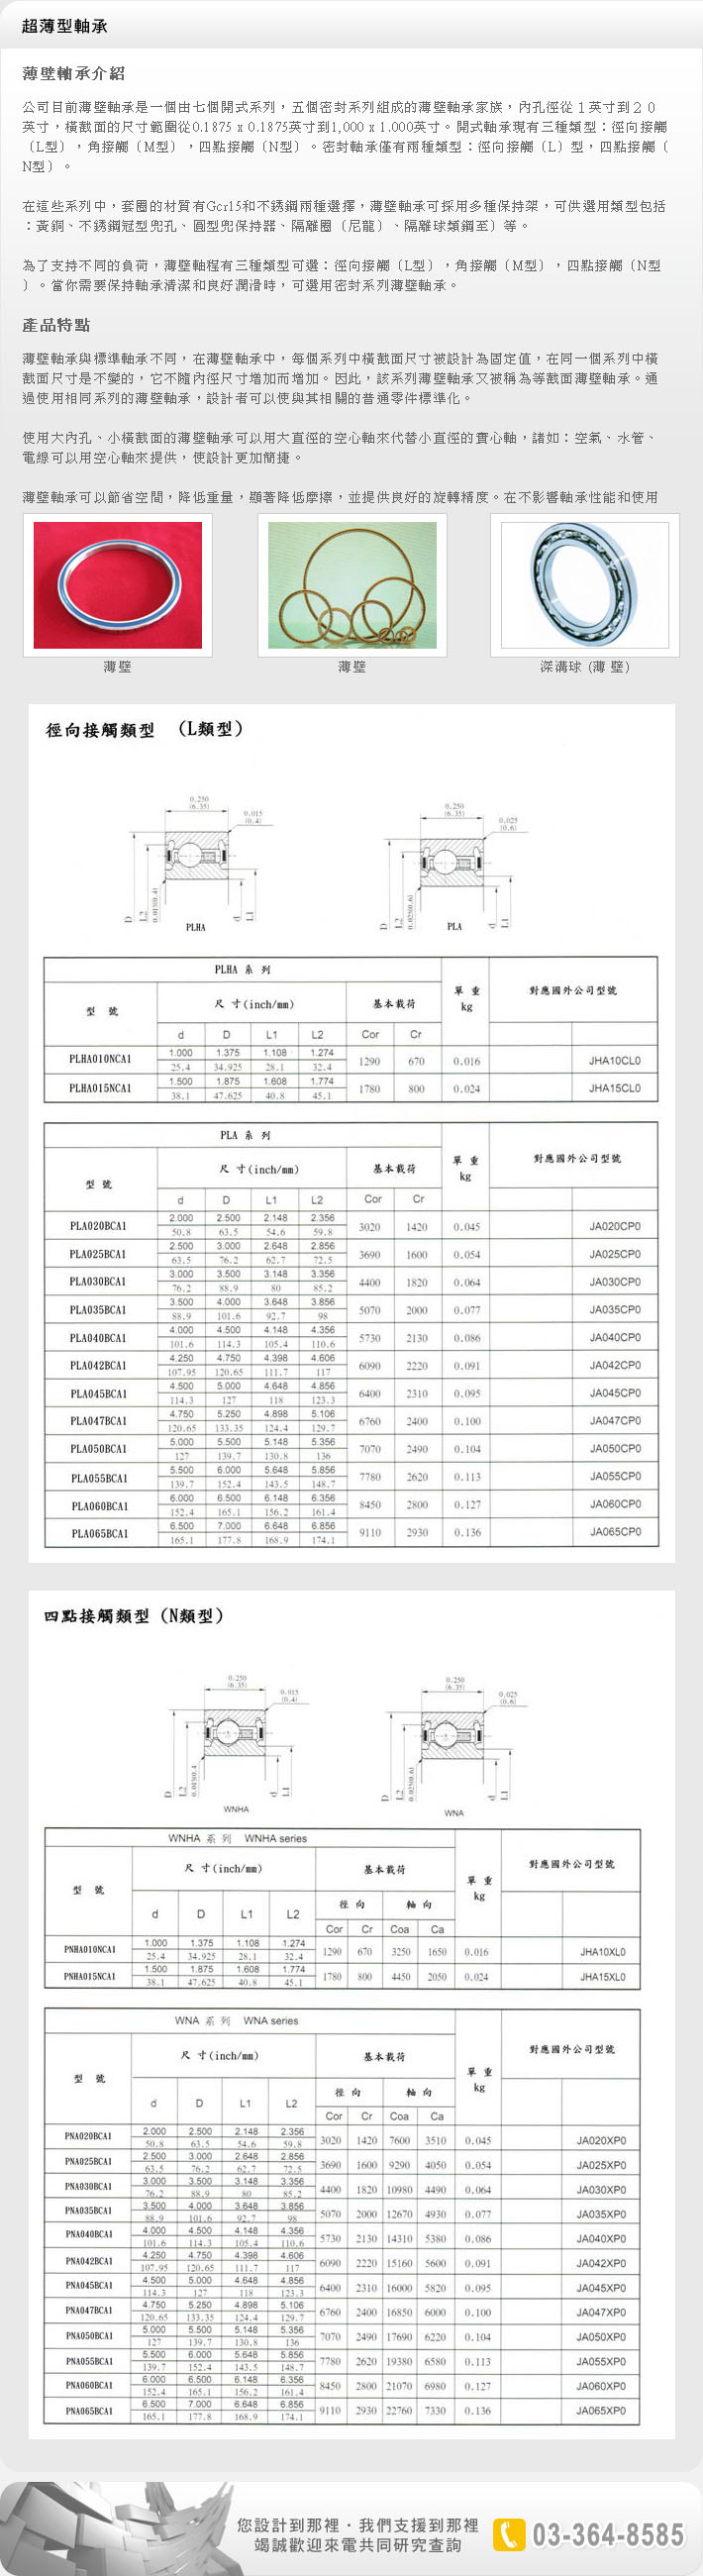 超薄型軸承
薄壁軸承介紹
公司目前薄壁軸承是一個由七個開式系列，五個密封系列組成的薄壁軸承家族，內孔徑從１英寸到２０
英寸，橫截面的尺寸範圍從0.1875 x 0.1875英寸到1,000 x 1.000英寸。開式軸承現有三種類型：徑向接觸
〔L型〕，角接觸〔M型〕，四點接觸〔N型〕。密封軸承僅有兩種類型：徑向接觸〔L〕型，四點接觸〔
N型〕。
在這些系列中，套圈的材質有Gcr15和不銹鋼兩種選擇，薄壁軸承可採用多種保持架，可供選用類型包括
：黃銅、不銹鋼冠型兜孔、圓型兜保持器、隔離圈〔尼龍〕、隔離球類鋼至〕等。
為了支持不同的負荷，薄壁軸程有三種類型可選：徑向接觸〔L型〕，角接觸〔M型〕，四點接觸〔N型
〕。當你需要保持軸承清潔和良好潤滑時，可選用密封系列薄壁軸承。
產品特點
薄壁軸承與標準軸承不同，在薄壁軸承中，每個系列中橫截面尺寸被設計為固定值，在同一個系列中橫
截面尺寸是不變的，它不隨內徑尺寸增加而增加。因此，該系列薄壁軸承又被稱為等截面薄壁軸承。通
過使用相同系列的薄壁軸承，設計者可以使與其相關的普通零件標準化。
使用大內孔、小橫截面的薄壁軸承可以用大直徑的空心軸來代替小直徑的實心軸，諸如：空氣、水管、
電線可以用空心軸來提供，使設計更加簡捷。
薄壁軸承可以節省空間，降低重量，顯著降低摩擦，並提供良好的旋轉精度。在不影響軸承性能和使用
薄壁 薄壁 深溝球 (薄 壁)
徑向接觸類型 （L類型）
0.250 (6.35) 0.015 (0.4) D L2 0.015(0.4) d L1 PLHA
0.250 (6.35) 0.025 (0.6) D L2 0.025(0.6) d L1 PLA
PLHA 系 列 單 重 kg 對應國外公司型號
型 號 尺 寸(inch/mm) 基本載荷
d D L1 L2 Cor Cr
PLHA010NCA1 1.000 1.375 1.108 1.274 1290 670 0.016 JHA10CL0
25.4 34.925 28.1 32.4
PLHA015NCA1 1.500 1.875 1.608 1.774 1780 800 0.024 JHA15CL0
38.1 47.625 40.8 45.1
PLA 系 列 單 重 kg 對應國外公司型號
型 號 尺 寸(inch/mm) 基本載荷
d D L1 L2 Cor Cr
PLA020BCA1 2.000 2.500 2.148 2.356 3020 1420 0.045 JA020CP0
50.8 63.5 54.6 59.8
PLA025BCA1 2.500 3.000 2.648 2.856 3690 1600 0.054 JA025CP0
63.5 76.2 62.7 72.5
PLA030BCA1 3.000 3.500 3.148 3.356 4400 1820 0.064 JA030CP0
76.2 88.9 80 85.2
PLA035BCA1 3.500 4.000 3.648 3.856 5070 2000 0.077 JA035CP0
88.9 101.6 92.7 98
PLA040BCA1 4.000 4.500 4.148 4.356 5730 2130 0.086 JA040CP0
101.6 114.3 105.4 110.6
PLA042BCA1 4.250 4.750 4.398 4.606 6090 2220 0.091 JA042CP0
107.95 120.65 111.7 117
PLA045BCA1 4.500 5.000 4.648 4.856 6400 2310 0.095 JA045CP0
114.3 127 118 123.3
PLA047BCA1 4.750 5.250 4.898 5.106 6760 2400 0.100 JA047CP0
120.65 133.35 124.4 129.7
PLA050BCA1 5.000 5.500 5.148 5.356 7070 2490 0.104 JA050CP0
127 139.7 130.8 136
PLA055BCA1 5.500 6.000 5.648 5.856 7780 2620 0.113 JA055CP0
139.7 152.4 143.5 148.7
PLA060BCA1 6.000 6.500 6.148 6.356 8450 2800 0.127 JA060CP0
152.4 165.1 156.2 161.4
PLA065BCA1 6.500 7.000 6.648 6.856 9110 2930 0.136 JA065CP0
165.1 177.8 168.9 174.1
四點接觸類型（N類型）
0.250 (6.35) 0.015 (0.4) D L2 0.015(0.4 d L1 WNHA
0.250 (6.35) 0.025 (0.6) D L2 0.025(0.6) d L1 WNA
WNHA 系 列 WNHA series 單 重 kg 對應國外公司型號
型 號 尺 寸(inch/mm) 基本載荷
徑 向 軸 向
d D L1 L2 Cor Cr Coa Ca
PNHA010NCA1 1.000 1.375 1.108 1.274 1290 670 3250 1650 0.016 JHA10XL0
25.4 34.925 28.1 32.4
PNHA015NCA1 1.500 1.875 1.608 1.774 1780 800 4450 2050 0.024 JHA15XL0
38.1 47.625 40.8 45.1
WNA 系 列 WNA series 單 重 kg 對應國外公司型號
型 號 尺 寸(inch/mm) 基本載荷
徑 向 軸 向
d D L1 L2 Cor Cr Coa Ca
PNA020BCA1 2.000 2.500 2.148 2.356 3020 1420 7600 3510 0.045 JA020XP0
50.8 63.5 54.6 59.8
PNA025BCA1 2.500 3.000 2.648 2.856 3690 1600 9290 4050 0.054 JA025XP0
63.5 76.2 62.7 72.5
PNA030BCA1 3.000 3.500 3.148 3.356 4400 1820 10980 4490 0.064 JA030XP0
76.2 88.9 80 85.2
PNA035BCA1 3.500 4.000 3.648 3.856 5070 2000 12670 4930 0.077 JA035XP0
88.9 101.6 92.7 98
PNA040BCA1 4.000 4.500 4.148 4.356 5730 2130 14310 5380 0.086 JA040XP0
101.6 114.3 105.4 110.6
PNA042BCA1 4.250 4.750 4.398 4.606 6090 2220 15160 5600 0.091 JA042XP0
107.95 120.65 111.7 117
PNA045BCA1 4.500 5.000 4.648 4.856 6400 2310 16000 5820 0.095 JA045XP0
114.3 127 118 123.3
PNA047BCA1 4.750 5.250 4.898 5.106 6760 2400 16850 6000 0.100 JA047XP0
120.65 133.35 124.4 129.7
PNA050BCA1 5.000 5.500 5.148 5.356 7070 2490 17690 6220 0.104 JA050XP0
127 139.7 130.8 136
PNA055BCA1 5.500 6.000 5.648 5.856 7780 2620 19380 6580 0.113 JA055XP0
139.7 152.4 143.5 148.7
PNA060BCA1 6.000 6.500 6.148 6.356 8450 2800 21070 6980 0.127 JA060XP0
152.4 165.1 156.2 161.4
PNA065BCA1 6.500 7.000 6.648 6.856 9110 2930 22760 7330 0.136 JA065XP0
165.1 177.8 168.9 174.1
您設計到那裡．我們支援到那裡
竭誠歡迎來電共同研究查詢
03-364-8585